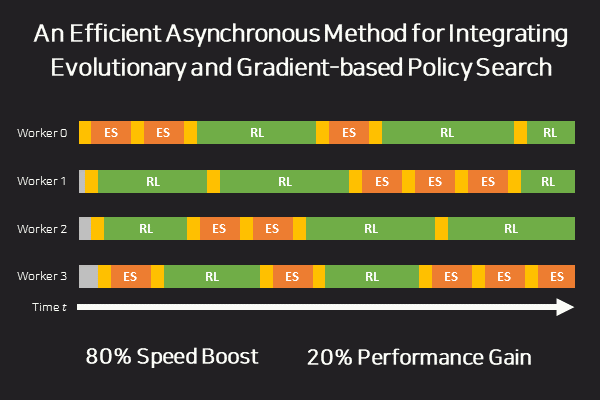 An Efficient Asynchronous Method for Integrating
Evolutionary and Gradient-based Policy Search
Worker 0 ES ES RL ES RL RL
Worker 1 RL RL ES ES ES RL
Worker 2 RL ES ES RL RL
Worker 3 ES RL ES RL ES ES ES
Time t
80% Speed Boost 20% Performance Gain